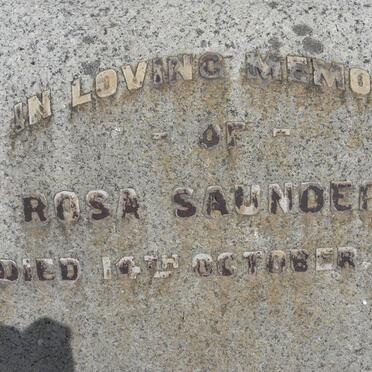 IN LOVING MEMO
- OF -
ROSA SAUNDER
DIED 14TH OCTOBER